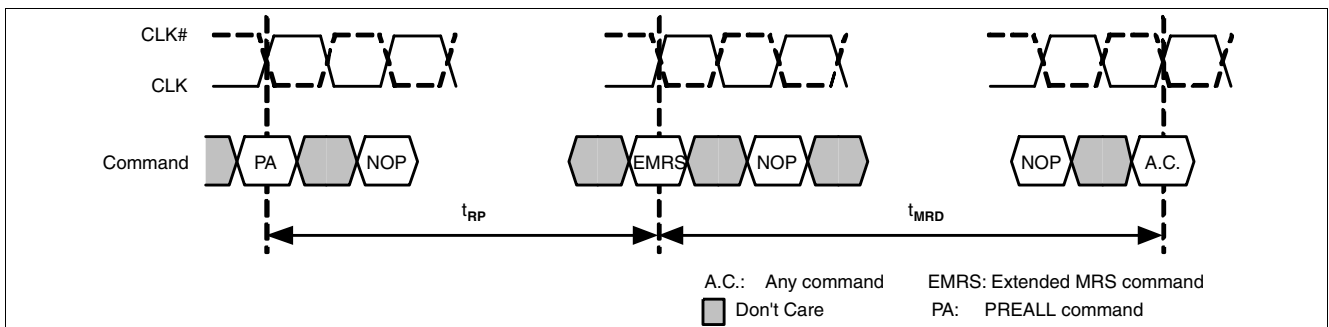 CLK#
CLK
Command PA NOP EMRS NOP NOP A.C.
tRP tMRD
A.C.: Any command EMRS: Extended MRS command
Don't Care PA: PREALL command